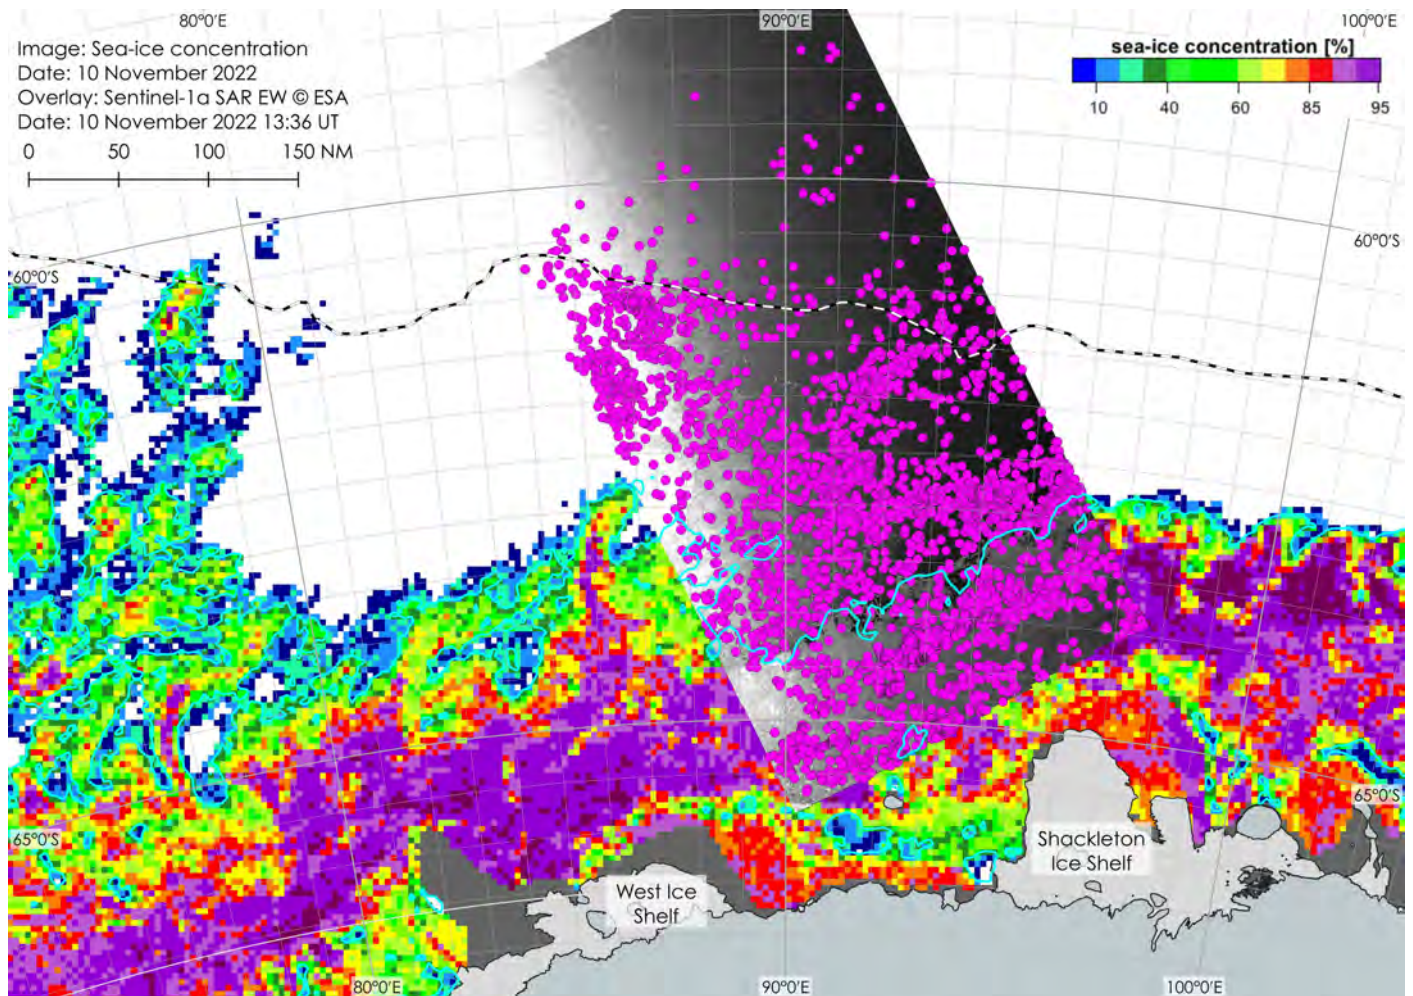 80°0'E
90°0'E
100°0'E
Image: Sea-ice concentration
Date: 10 November 2022
Overlay: Sentinel-1a SAR EW © ESA
Date: 10 November 2022 13:36 UT
0 50 100 150 NM
sea-ice concentration [%]
10 40 60 85 95
60°0'S
60°0'S
65°0'S
65°0'S
Shackleton
Ice Shelf
West Ice
Shelf
80°0'E
90°0'E
100°0'E